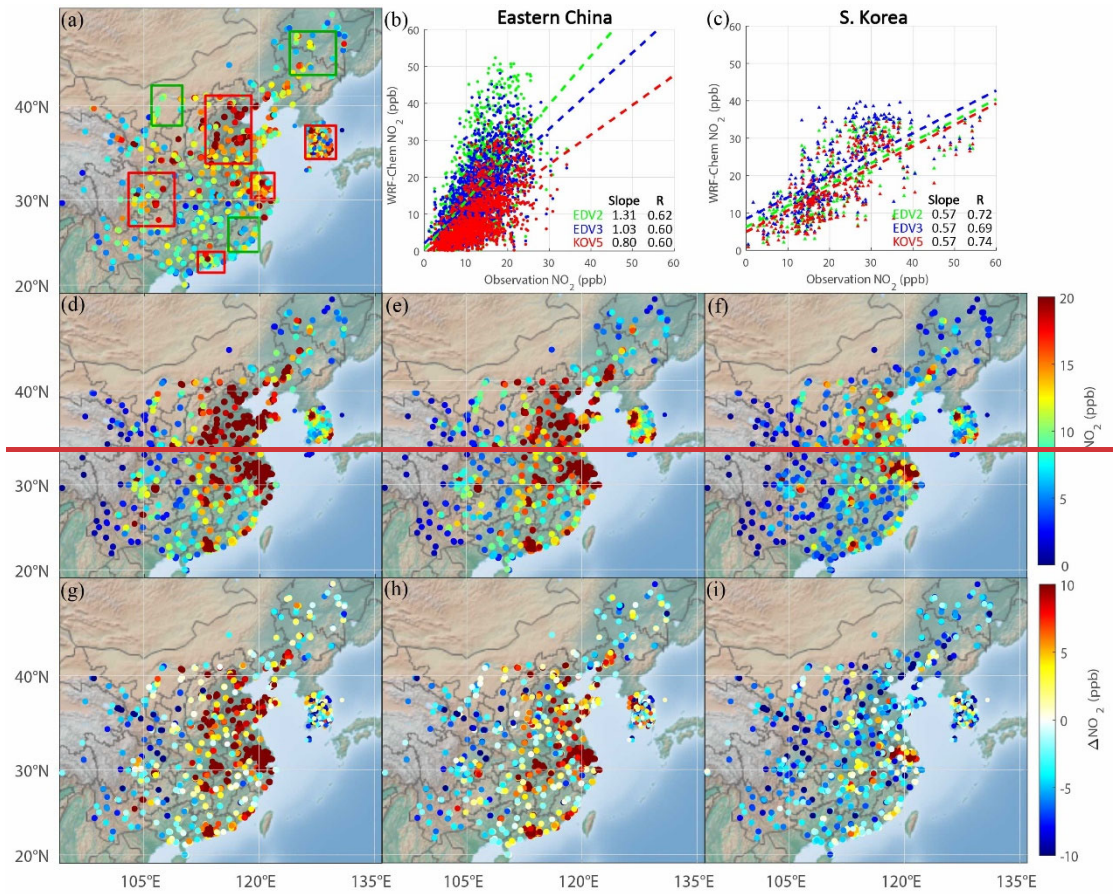 (a)
40°N
30°N
20°N
(b)
Eastern China
60
50
40
30
20
10
0
WRF-Chem NO2 (ppb)
Slope R
EDV2 1.31 0.62
EDV3 1.03 0.60
KOV5 0.80 0.60
0 10 20 30 40 50 60
Observation NO2 (ppb)
(c)
S. Korea
60
50
40
30
20
10
0
WRF-Chem NO2 (ppb)
Slope R
EDV2 0.57 0.72
EDV3 0.57 0.69
KOV5 0.57 0.74
0 10 20 30 40 50 60
Observation NO2 (ppb)
(d)
(e)
(f)
40°N
30°N
20°N
20
15
10
5
0
NO2 (ppb)
(g)
(h)
(i)
40°N
30°N
20°N
10
5
0
-5
-10
ΔNO2 (ppb)
105°E 120°E 135°E
105°E 120°E 135°E
105°E 120°E 135°E